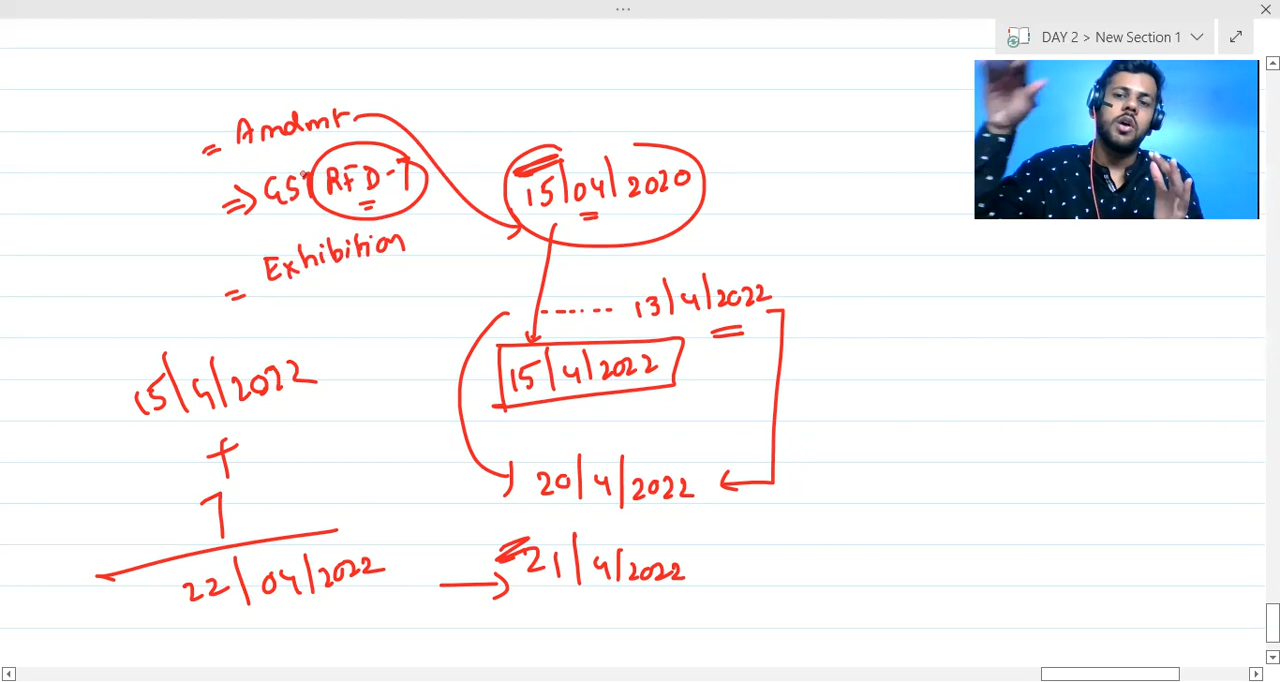 DAY 2 > New Section 1
= Amdmt
⇒ GST RFD-7
= Exhibition
15/04/2020
...... 13/4/2022
15/4/2022
20/4/2022
21/4/2022
15/4/2022
+
7
22/04/2022